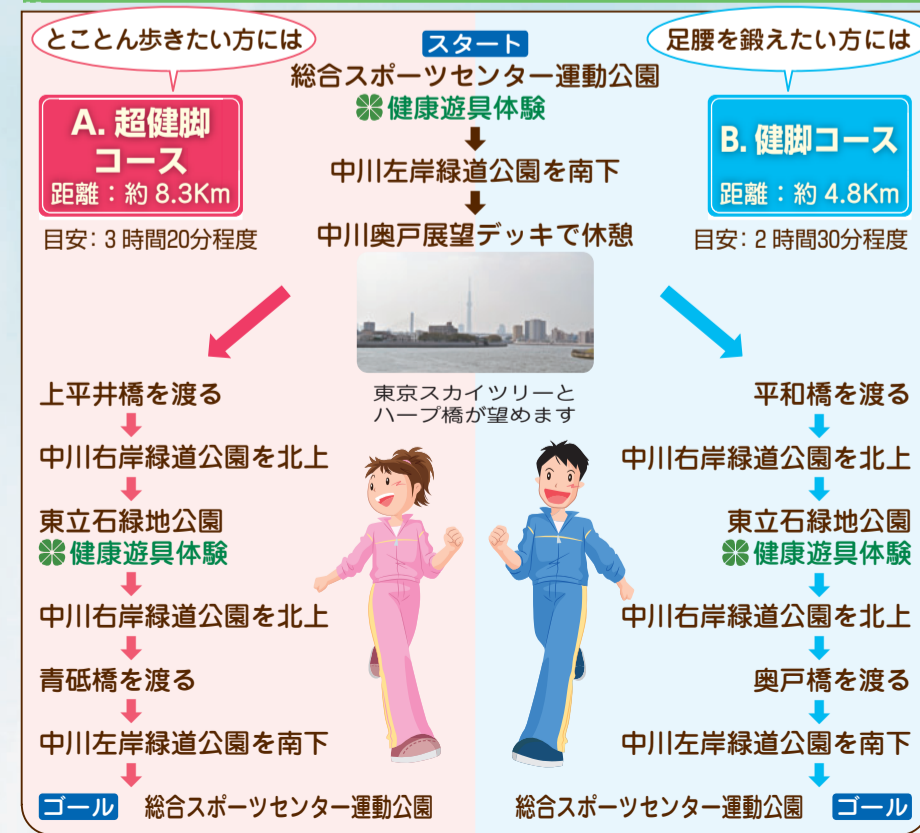 とことん歩きたい方には
A. 超健脚
コース
距離：約 8.3Km
目安：3 時間20分程度
スタート
総合スポーツセンター運動公園
健康遊具体験
中川左岸緑道公園を南下
中川奥戸展望デッキで休憩
東京スカイツリーと
ハープ橋が望めます
足腰を鍛えたい方には
B. 健脚コース
距離：約 4.8Km
目安：2 時間30分程度
上平井橋を渡る
中川右岸緑道公園を北上
東立石緑地公園
健康遊具体験
中川右岸緑道公園を北上
青砥橋を渡る
中川左岸緑道公園を南下
ゴール 総合スポーツセンター運動公園
平和橋を渡る
中川右岸緑道公園を北上
東立石緑地公園
健康遊具体験
中川右岸緑道公園を北上
奥戸橋を渡る
中川左岸緑道公園を南下
総合スポーツセンター運動公園 ゴール